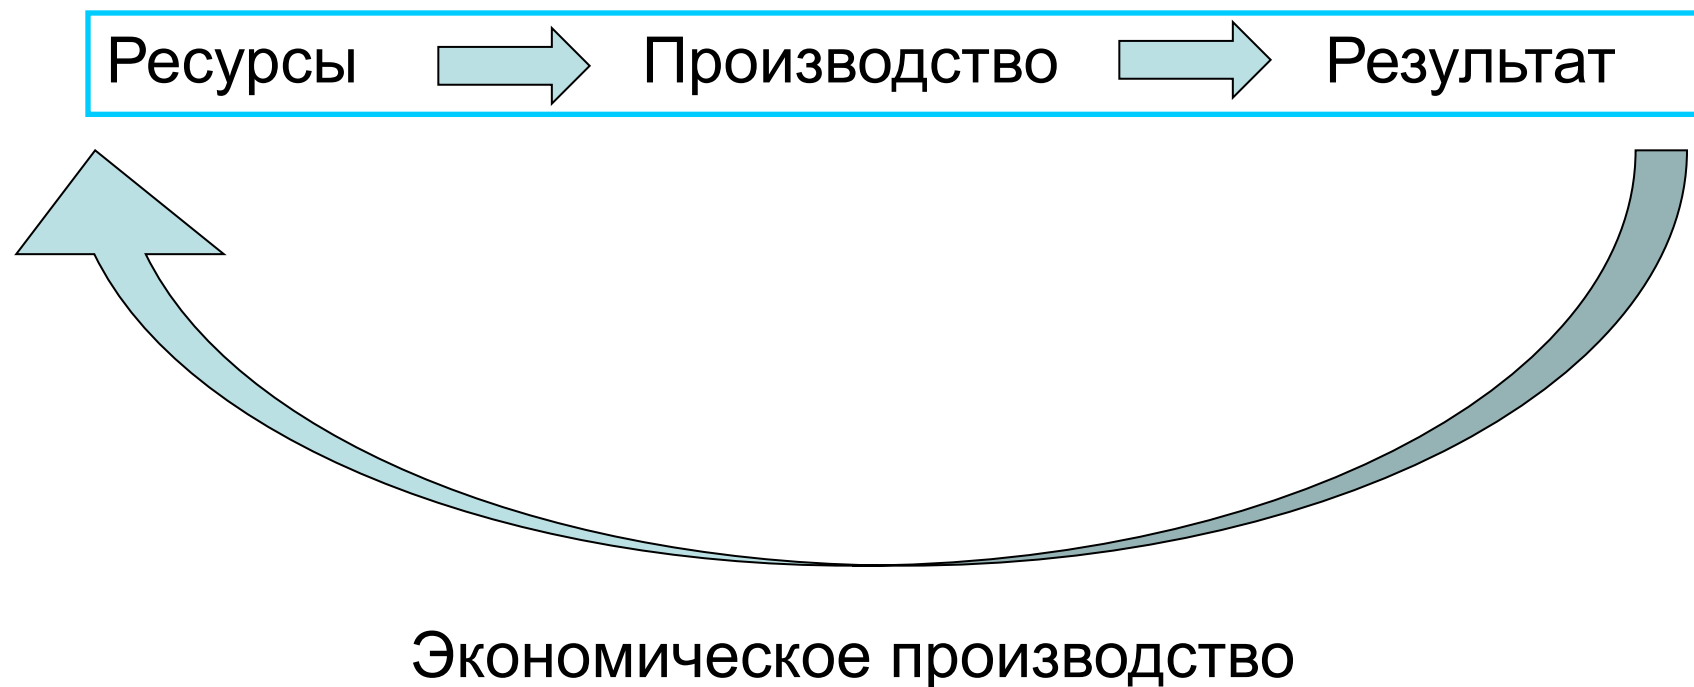 Ресурсы Производство Результат
Экономическое производство